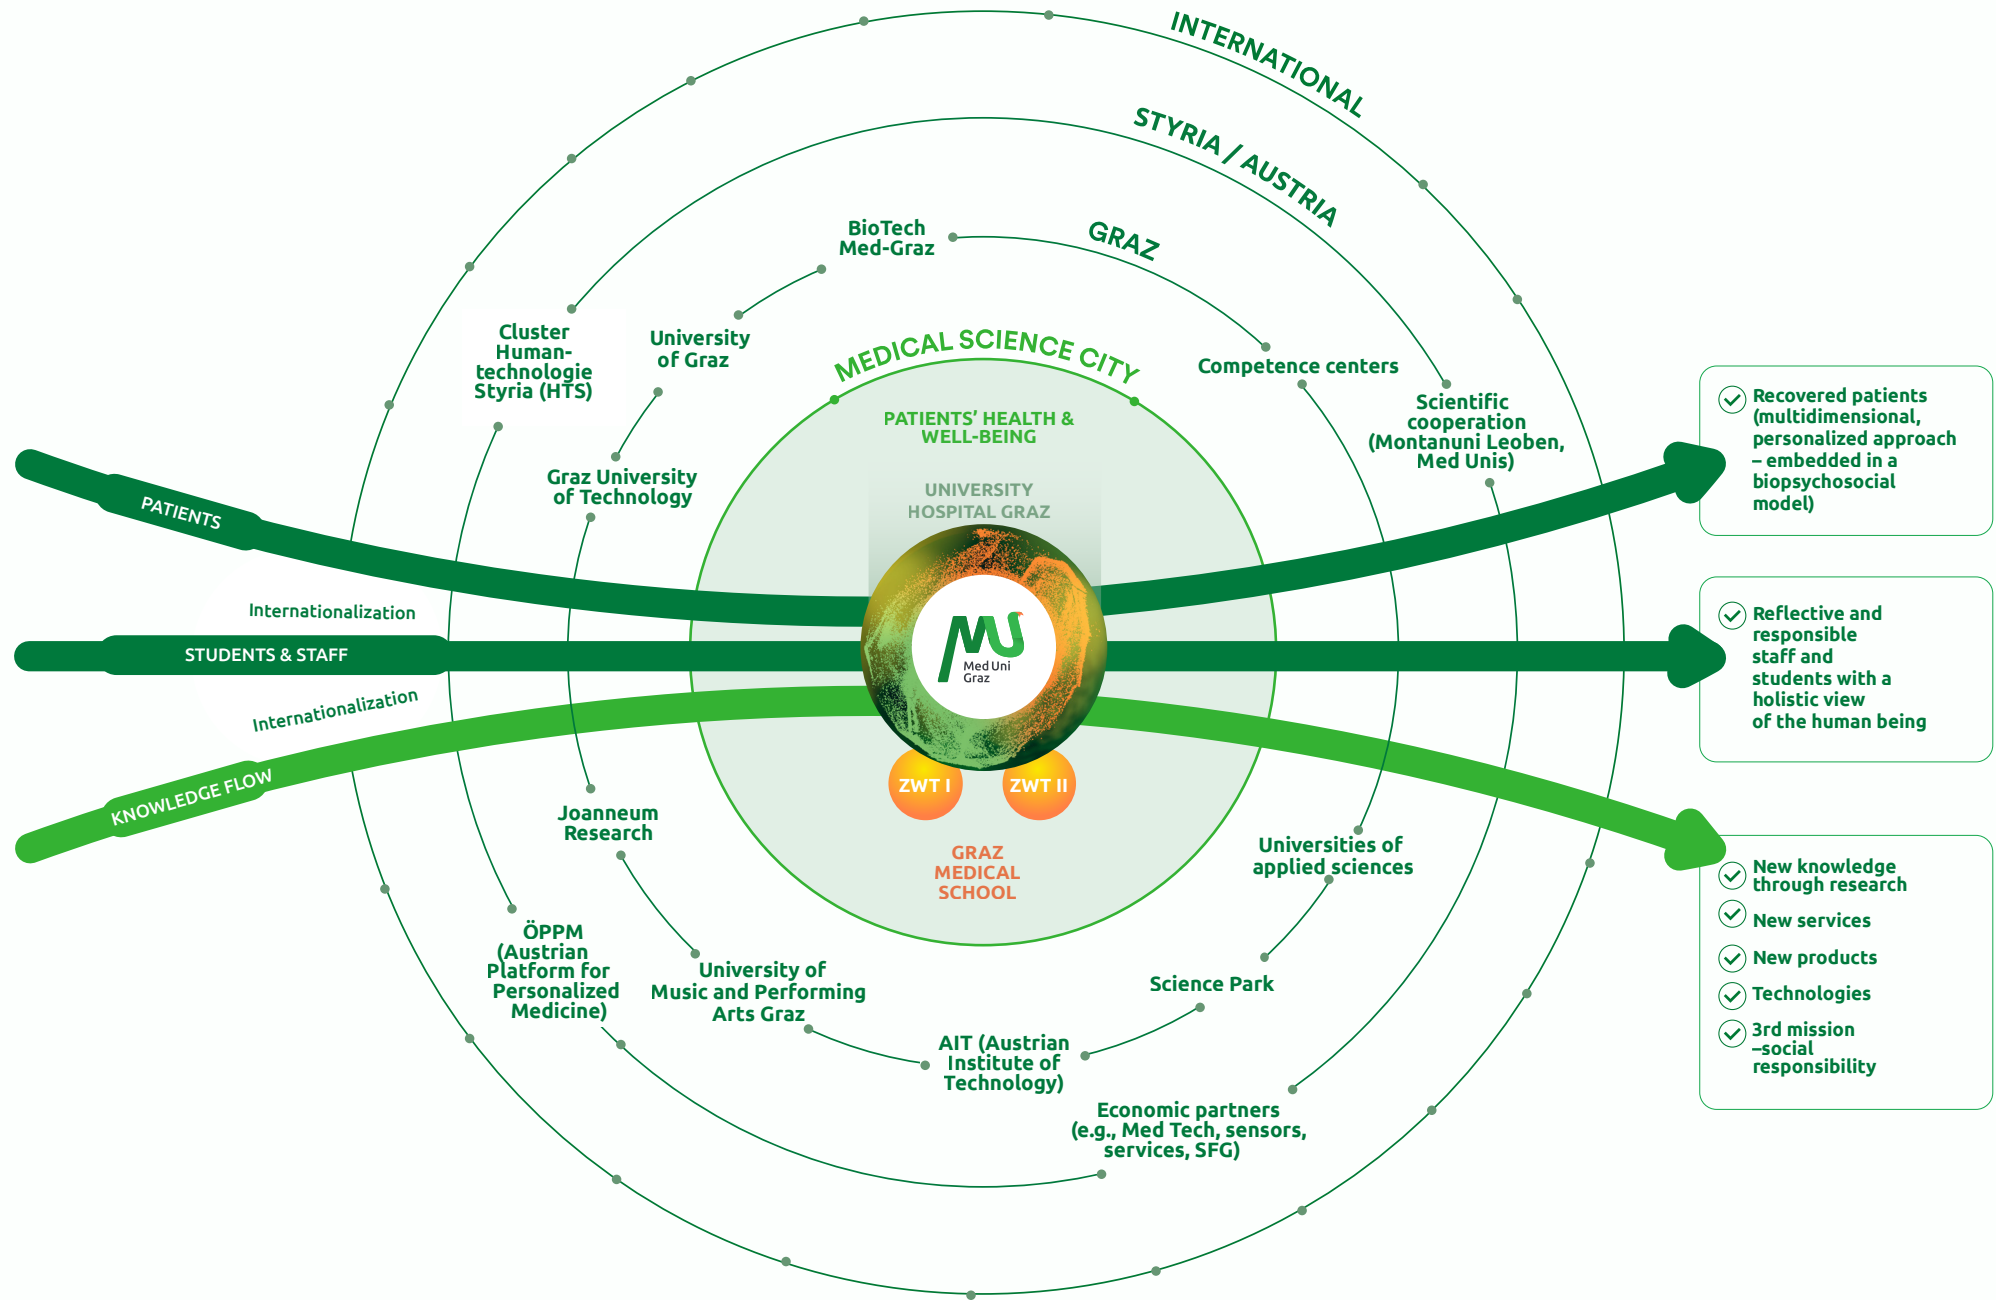 INTERNATIONAL
STYRIA / AUSTRIA
GRAZ
BioTech
Med-Graz
Cluster
Human-
technologie
Styria (HTS)
University
of Graz
MEDICAL SCIENCE CITY
Competence centers
Graz University
of Technology
PATIENTS' HEALTH &
WELL-BEING
Scientific
cooperation
(Montanuni Leoben,
Med Unis)
UNIVERSITY
HOSPITAL GRAZ
PATIENTS
Internationalization
STUDENTS & STAFF
Internationalization
KNOWLEDGE FLOW
Med Uni
Graz
ZWT I
ZWT II
GRAZ
MEDICAL
SCHOOL
Joanneum
Research
Universities of
applied sciences
ÖPPM
(Austrian
Platform for
Personalized
Medicine)
University of
Music and Performing
Arts Graz
Science Park
AIT (Austrian
Institute of
Technology)
Economic partners
(e.g., Med Tech, sensors,
services, SFG)
Recovered patients
(multidimensional,
personalized approach
– embedded in a
biopsychosocial
model)
Reflective and
responsible
staff and
students with a
holistic view
of the human being
New knowledge
through research
New services
New products
Technologies
3rd mission
–social
responsibility